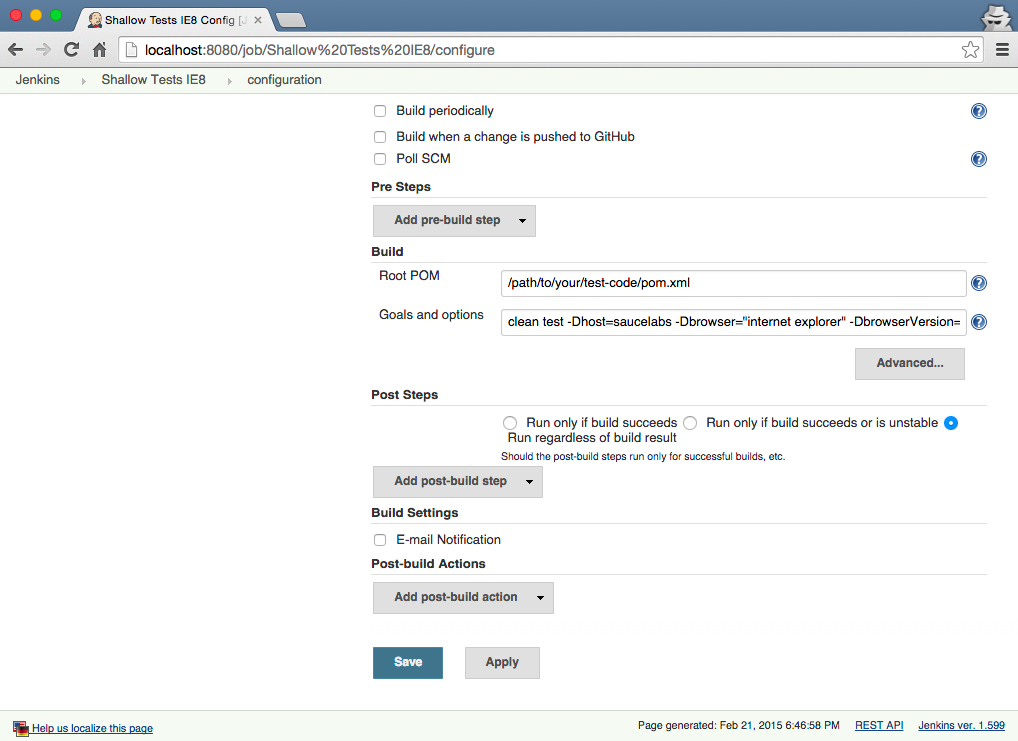 Shallow Tests IE8 Config [J
localhost:8080/job/Shallow%20Tests%20IE8/configure
Jenkins Shallow Tests IE8 configuration
Build periodically
Build when a change is pushed to GitHub
Poll SCM
Pre Steps
Add pre-build step
Build
Root POM
/path/to/your/test-code/pom.xml
Goals and options
clean test -Dhost=saucelabs -Dbrowser="internet explorer" -DbrowserVersion=
Advanced...
Post Steps
Run only if build succeeds Run only if build succeeds or is unstable
Run regardless of build result
Should the post-build steps run only for successful builds, etc.
Add post-build step
Build Settings
E-mail Notification
Post-build Actions
Add post-build action
Save Apply
Help us localize this page Page generated: Feb 21, 2015 6:46:58 PM REST API Jenkins ver. 1.599